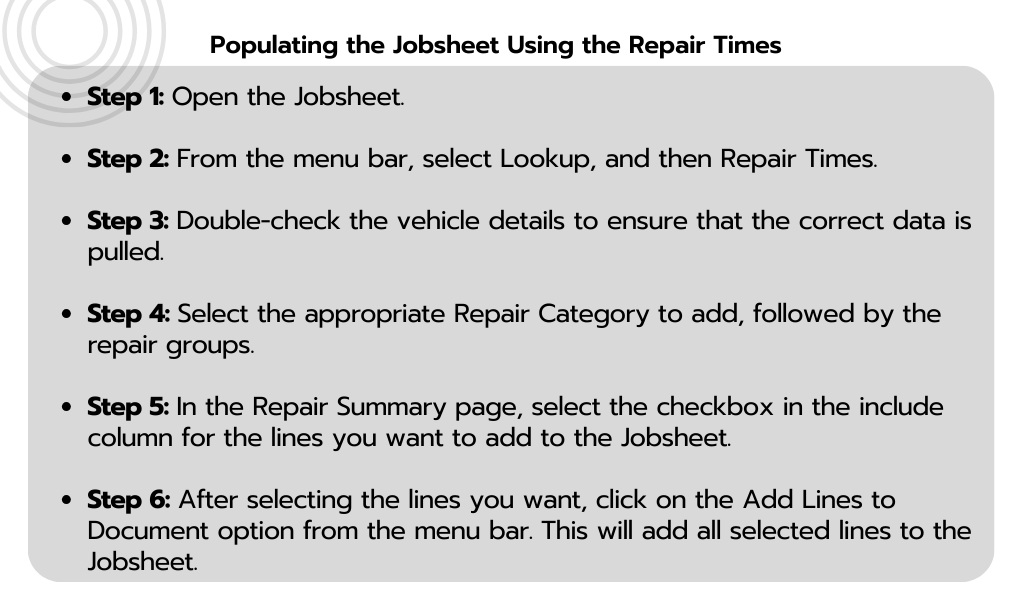 Populating the Jobsheet Using the Repair Times
• Step 1: Open the Jobsheet.
• Step 2: From the menu bar, select Lookup, and then Repair Times.
• Step 3: Double-check the vehicle details to ensure that the correct data is
pulled.
• Step 4: Select the appropriate Repair Category to add, followed by the
repair groups.
• Step 5: In the Repair Summary page, select the checkbox in the include
column for the lines you want to add to the Jobsheet.
• Step 6: After selecting the lines you want, click on the Add Lines to
Document option from the menu bar. This will add all selected lines to the
Jobsheet.